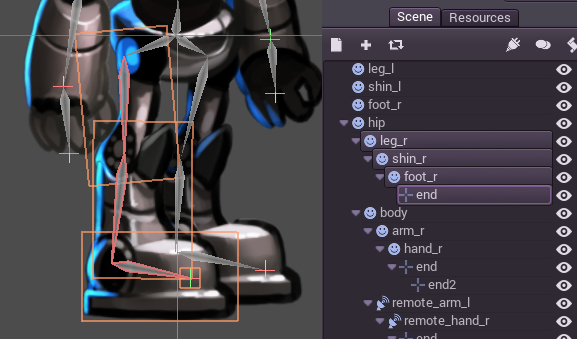 Scene
Resources
leg_l
shin_l
foot_r
hip
leg_r
shin_r
foot_r
end
body
arm_r
hand_r
end
end2
remote_arm_l
remote_hand_r
end